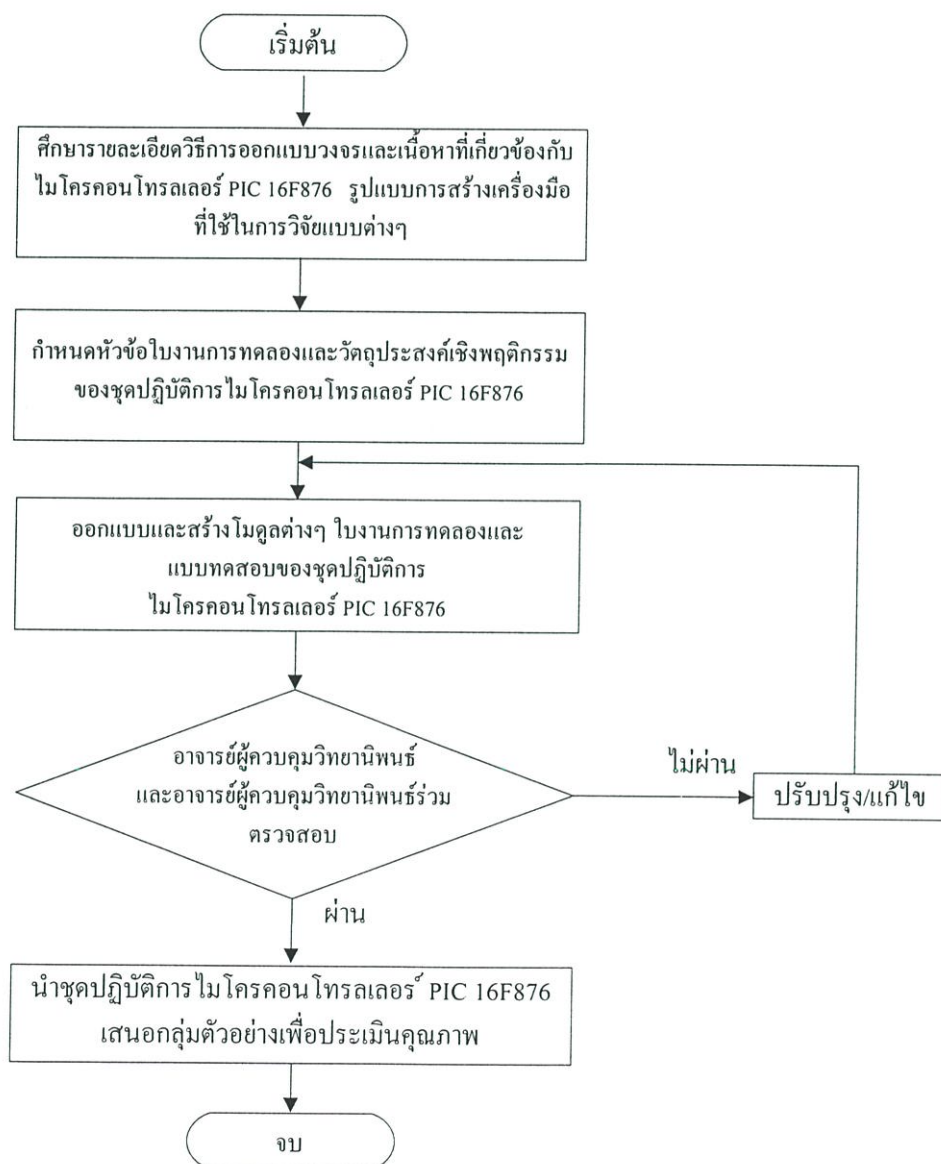 เริ่มต้น
ศึกษารายละเอียดวิธีการออกแบบวงจรและเนื้อหาที่เกี่ยวข้องกับ
ไมโครคอนโทรลเลอร์ PIC 16F876 รูปแบบการสร้างเครื่องมือ
ที่ใช้ในการวิจัยแบบต่างๆ
กำหนดหัวข้อใบงานการทดลองและวัตถุประสงค์เชิงพฤติกรรม
ของชุดปฏิบัติการไมโครคอนโทรลเลอร์ PIC 16F876
ออกแบบและสร้างโมดูลต่างๆ ใบงานการทดลองและ
แบบทดสอบของชุดปฏิบัติการ
ไมโครคอนโทรลเลอร์ PIC 16F876
อาจารย์ผู้ควบคุมวิทยานิพนธ์
และอาจารย์ผู้ควบคุมวิทยานิพนธ์ร่วม
ตรวจสอบ
ไม่ผ่าน
ปรับปรุง/แก้ไข
ผ่าน
นำชุดปฏิบัติการไมโครคอนโทรลเลอร์ PIC 16F876
เสนอกลุ่มตัวอย่างเพื่อประเมินคุณภาพ
จบ